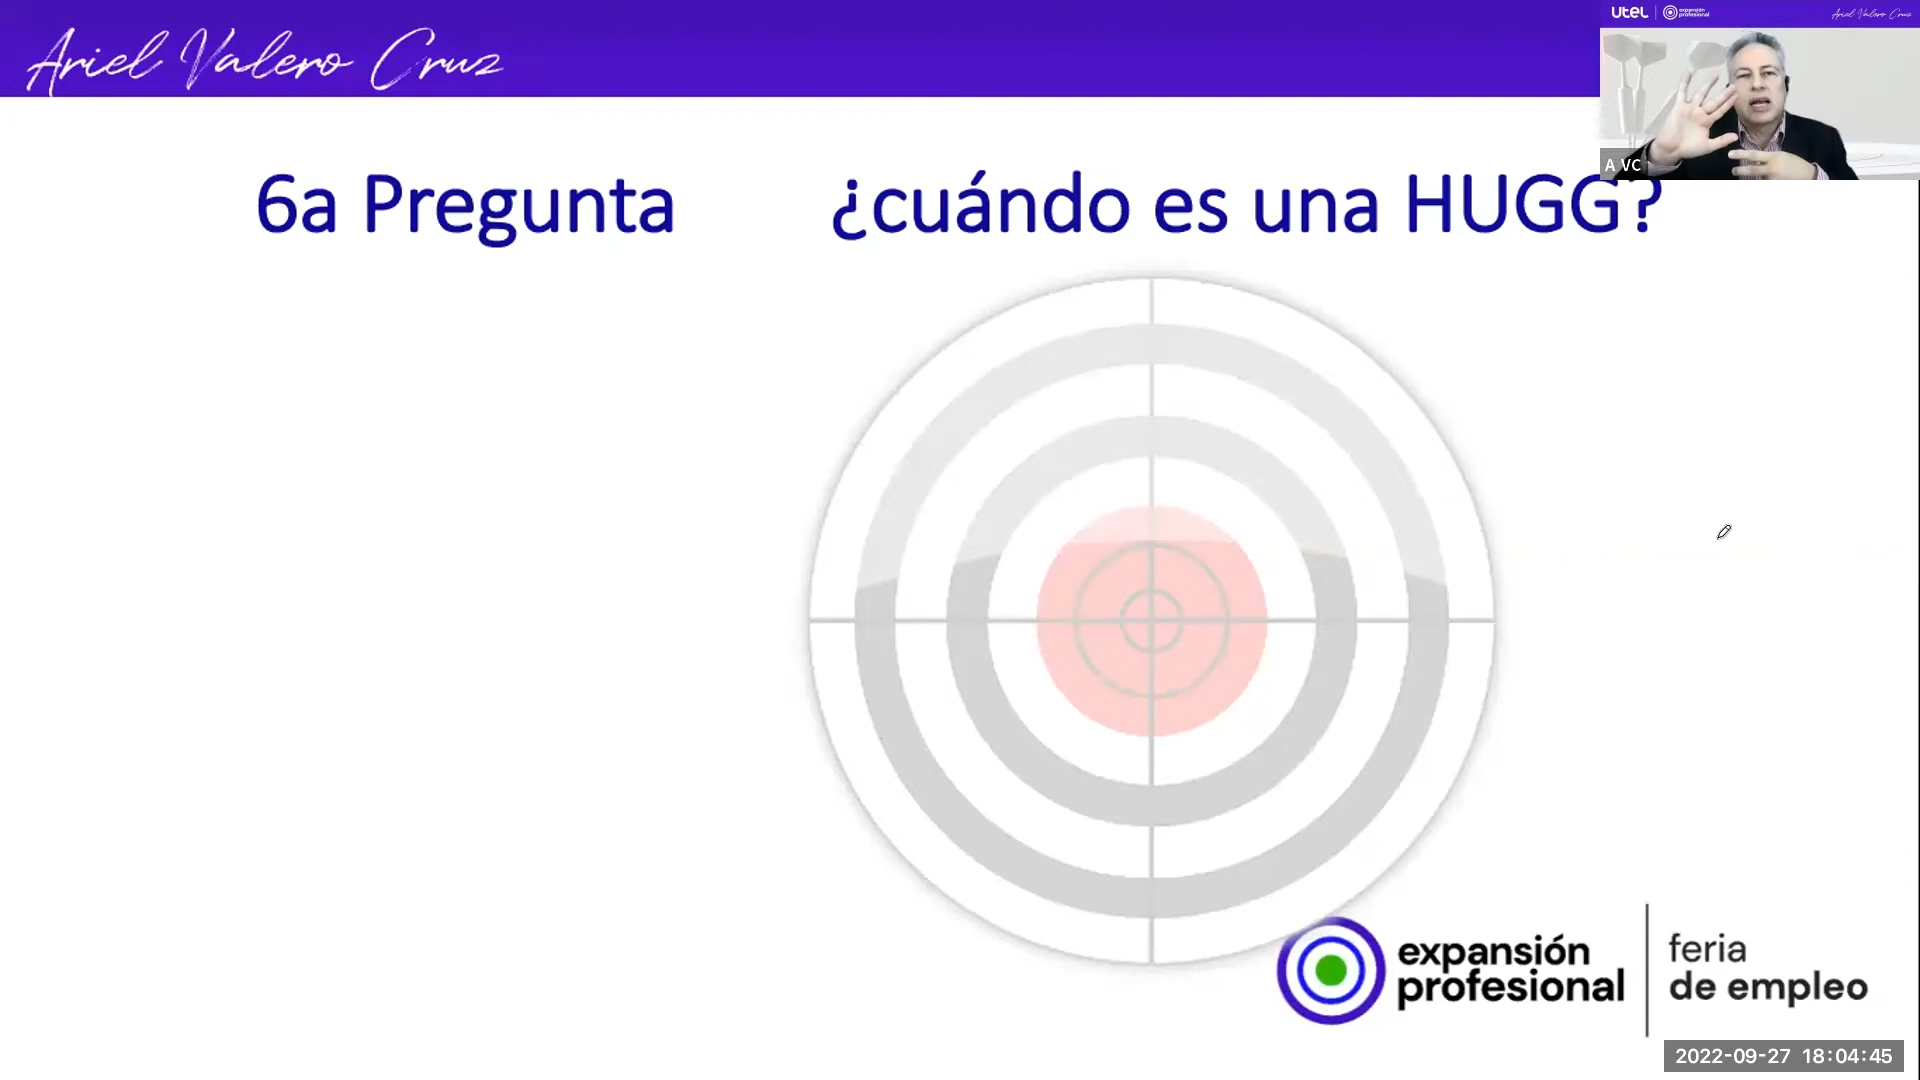 Ariel Valero Cruz
utel expansión profesional Ariel Valero Cruz
A VC
6a Pregunta ¿cuándo es una HUGG?
expansión profesional
feria de empleo
2022-09-27 18:04:45